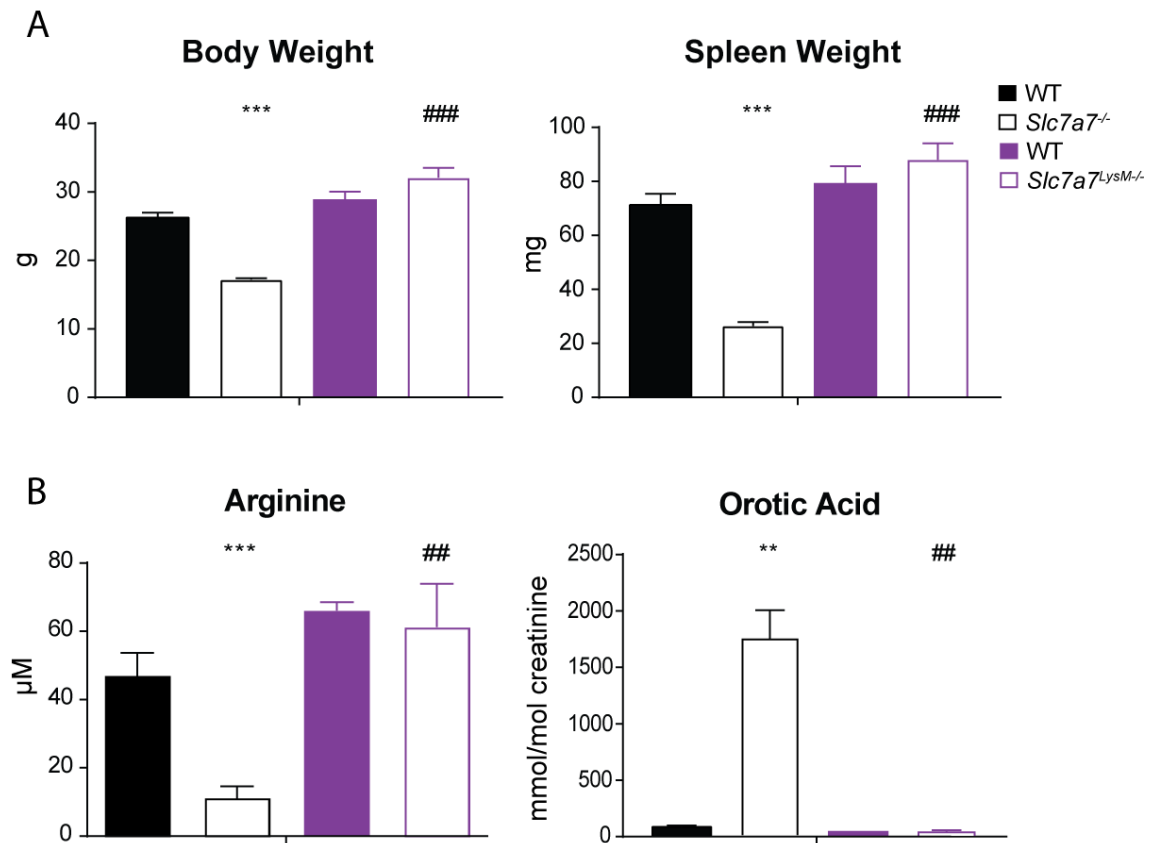 A
Body Weight
Spleen Weight
*** ###
*** ###
WT
Slc7a7-/-
WT
Slc7a7LysM-/-
g
40
30
20
10
0
mg
100
80
60
40
20
0
B
Arginine
Orotic Acid
*** ##
** ##
µM
80
60
40
20
0
mmol/mol creatinine
2500
2000
1500
1000
500
0